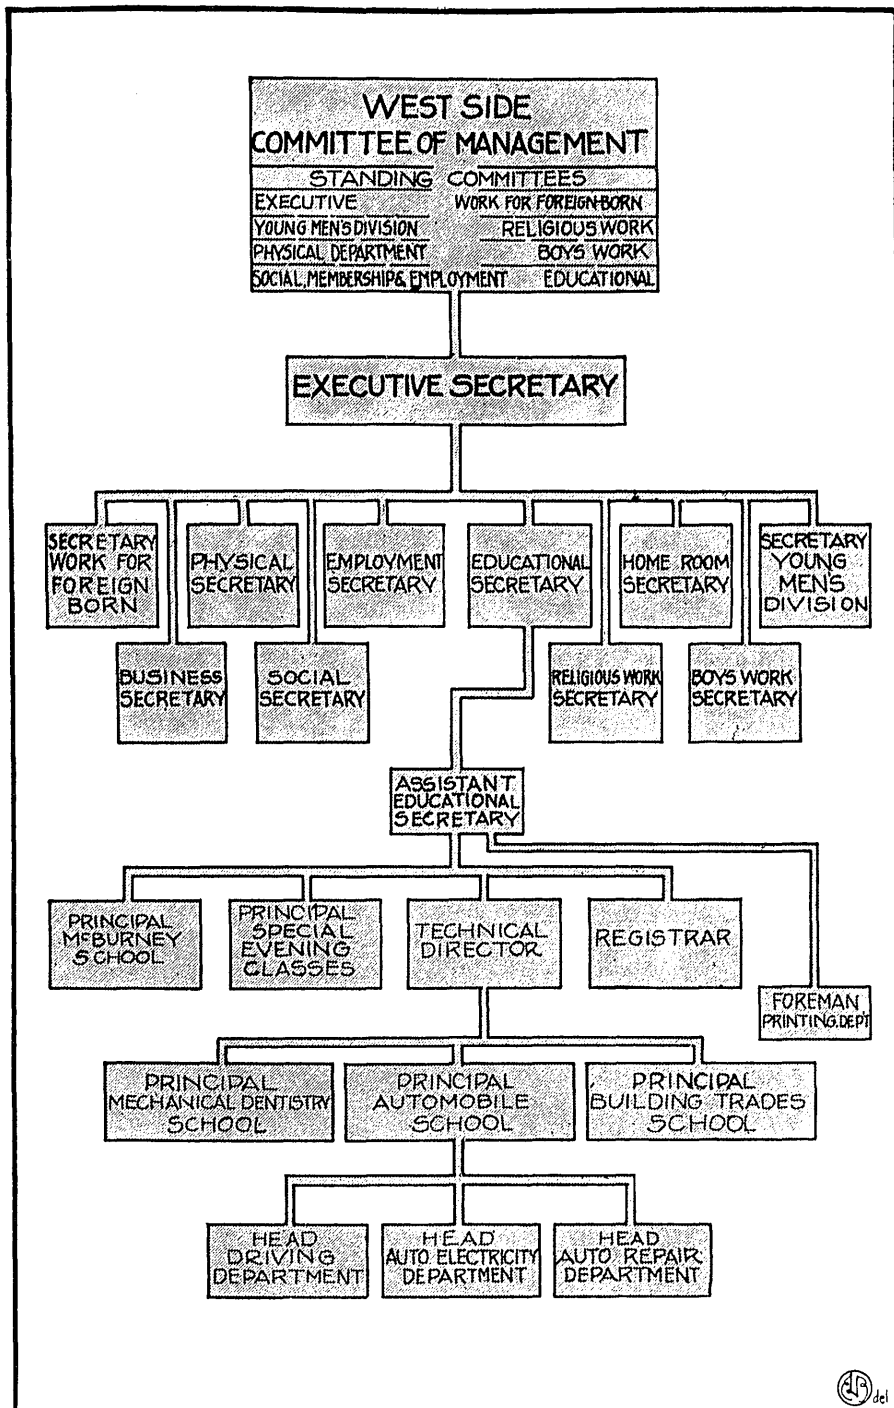 WEST SIDE
COMMITTEE OF MANAGEMENT
STANDING COMMITTEES
EXECUTIVE WORK FOR FOREIGN-BORN
YOUNG MEN'S DIVISION RELIGIOUS WORK
PHYSICAL DEPARTMENT BOYS WORK
SOCIAL, MEMBERSHIP & EMPLOYMENT EDUCATIONAL
EXECUTIVE SECRETARY
SECRETARY
WORK FOR
FOREIGN
BORN
PHYSICAL
SECRETARY
EMPLOYMENT
SECRETARY
EDUCATIONAL
SECRETARY
HOME ROOM
SECRETARY
SECRETARY
YOUNG
MENS
DIVISION
BUSINESS
SECRETARY
SOCIAL
SECRETARY
RELIGIOUS WORK
SECRETARY
BOYS WORK
SECRETARY
ASSISTANT
EDUCATIONAL
SECRETARY
PRINCIPAL
McBURNEY
SCHOOL
PRINCIPAL
SPECIAL
EVENING
CLASSES
TECHNICAL
DIRECTOR
REGISTRAR
FOREMAN
PRINTING. DEP'T
PRINCIPAL
MECHANICAL DENTISTRY
SCHOOL
PRINCIPAL
AUTOMOBILE
SCHOOL
PRINCIPAL
BUILDING TRADES
SCHOOL
HEAD
DRIVING
DEPARTMENT
HEAD
AUTO ELECTRICITY
DEPARTMENT
HEAD
AUTO REPAIR
DEPARTMENT
del